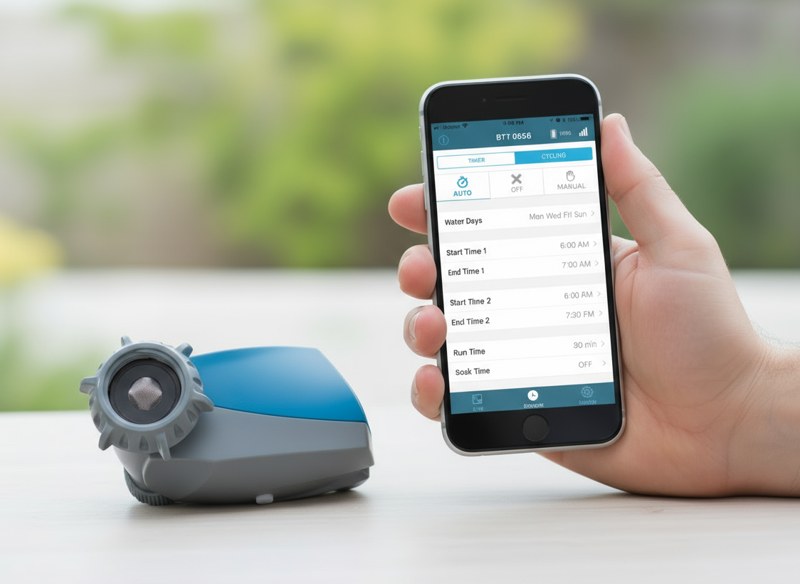 BTT 0656
TIMER CYCLING
AUTO OFF MANUAL
Water Days Mon Wed Fri Sun
Start Time 1 6:00 AM
End Time 1 7:00 AM
Start Time 2 6:00 AM
End Time 2 7:30 PM
Run Time 30 min
Soak Time OFF